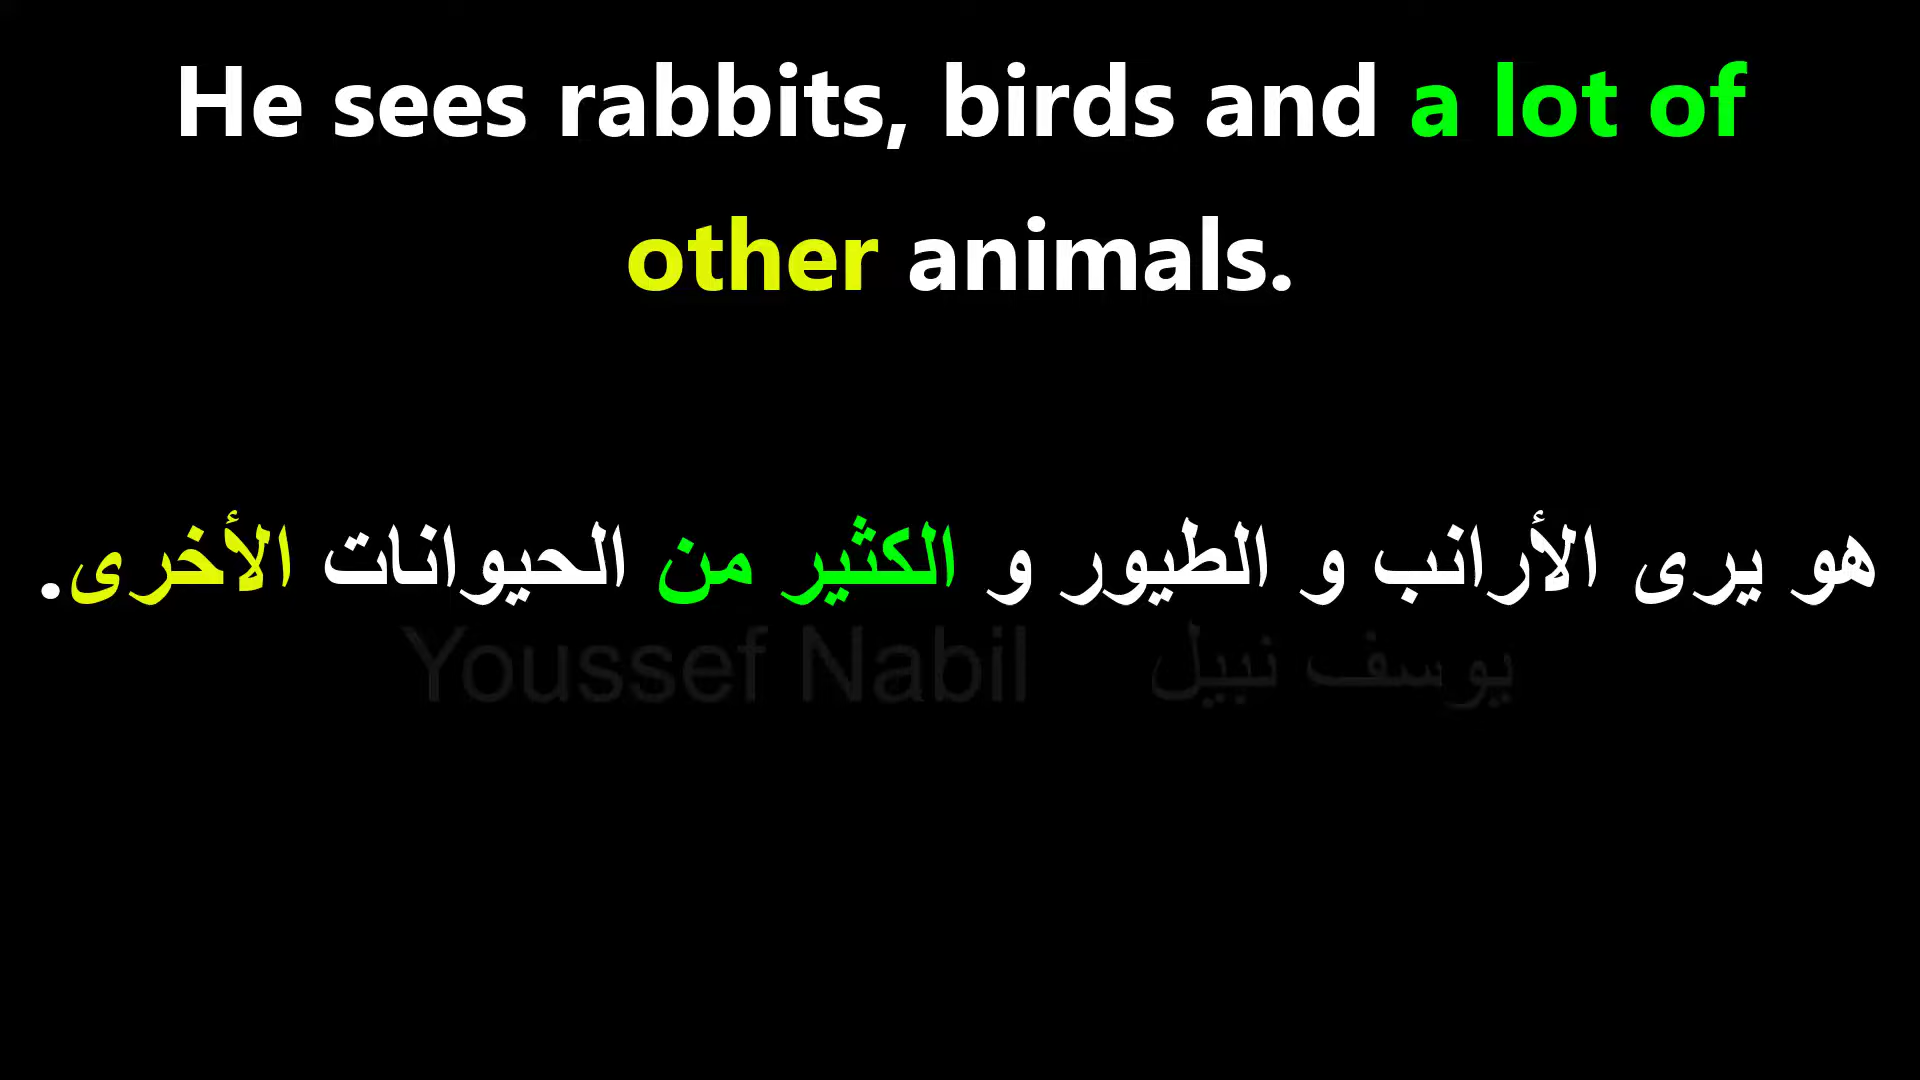 He sees rabbits, birds and a lot of
other animals.
هو يرى الأرانب و الطيور و الكثير من الحيوانات الأخرى.
Youssef Nabil يوسف نبيل